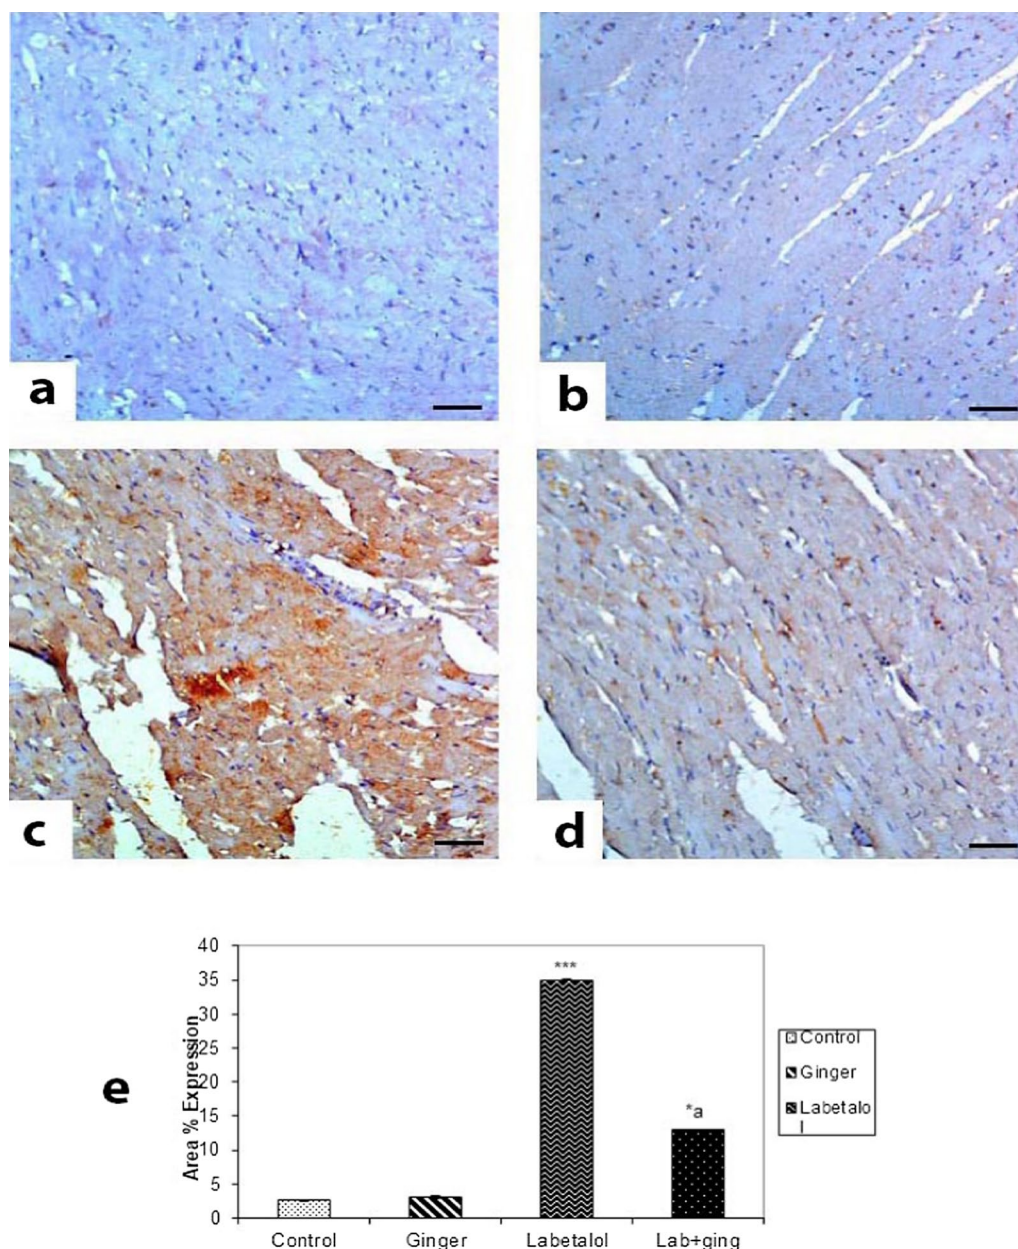 a
b
c
d
e
Area % Expression
40
35
30
25
20
15
10
5
0
***
*a
Control
Ginger
Labetalol
Lab+ging
Control
Ginger
Labetalo
l